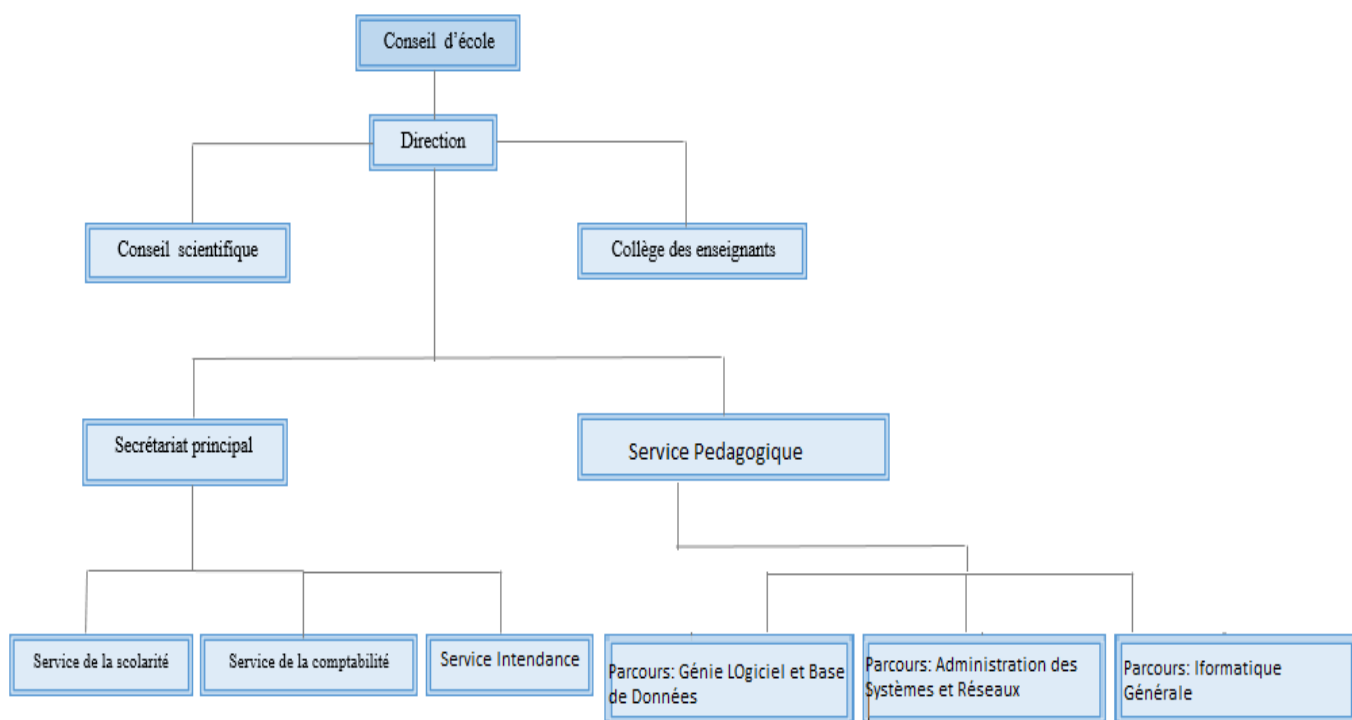 Conseil d'école
Direction
Conseil scientifique
Collège des enseignants
Secrétariat principal
Service Pedagogique
Service de la scolarité
Service de la comptabilité
Service Intendance
Parcours: Génie LOgiciel et Base
de Données
Parcours: Administration des
Systèmes et Réseaux
Parcours: Iformatique
Générale